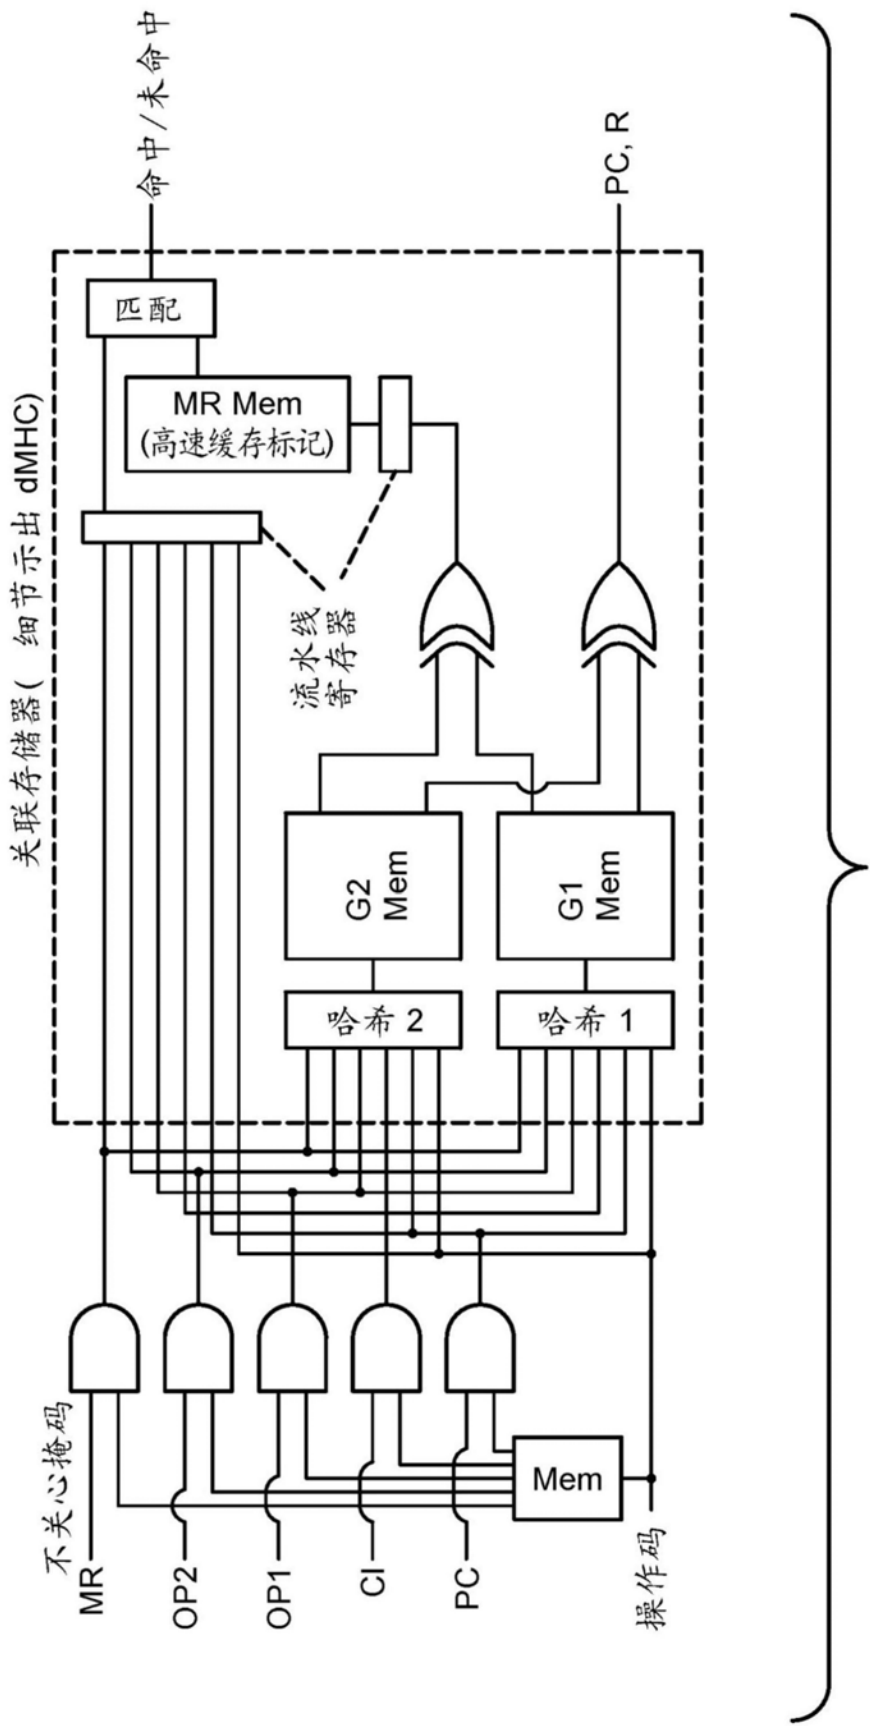 命中/未命中
PC, R
匹配
MR Mem
(高速缓存标记)
关联存储器( 细节示出 dMHC)
流水线
寄存器
G2
Mem
G1
Mem
哈希 2
哈希 1
不关心掩码
MR
OP2
OP1
CI
PC
Mem
操作码